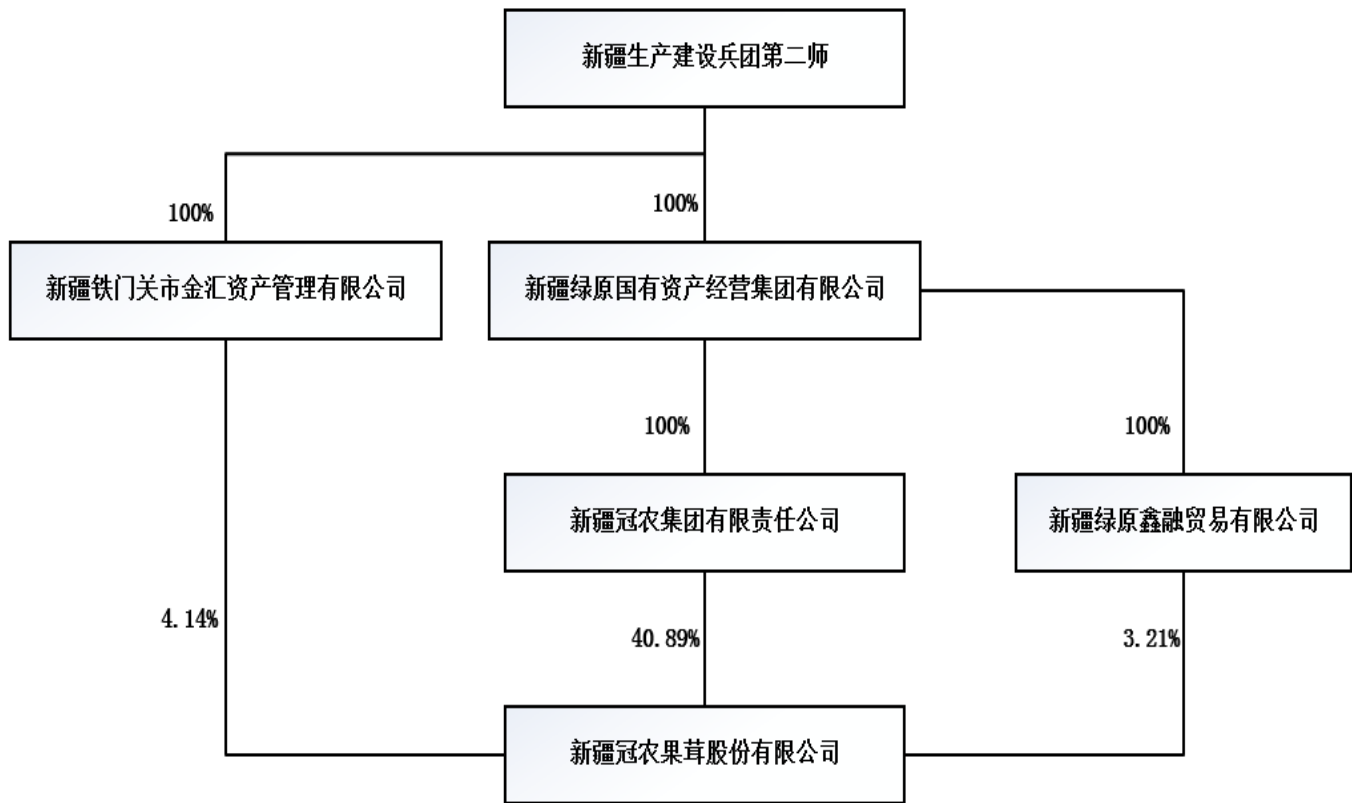 新疆生产建设兵团第二师
100%
100%
新疆铁门关市金汇资产管理有限公司
新疆绿原国有资产经营集团有限公司
100%
100%
新疆冠农集团有限责任公司
新疆绿原鑫融贸易有限公司
4.14%
40.89%
3.21%
新疆冠农果茸股份有限公司